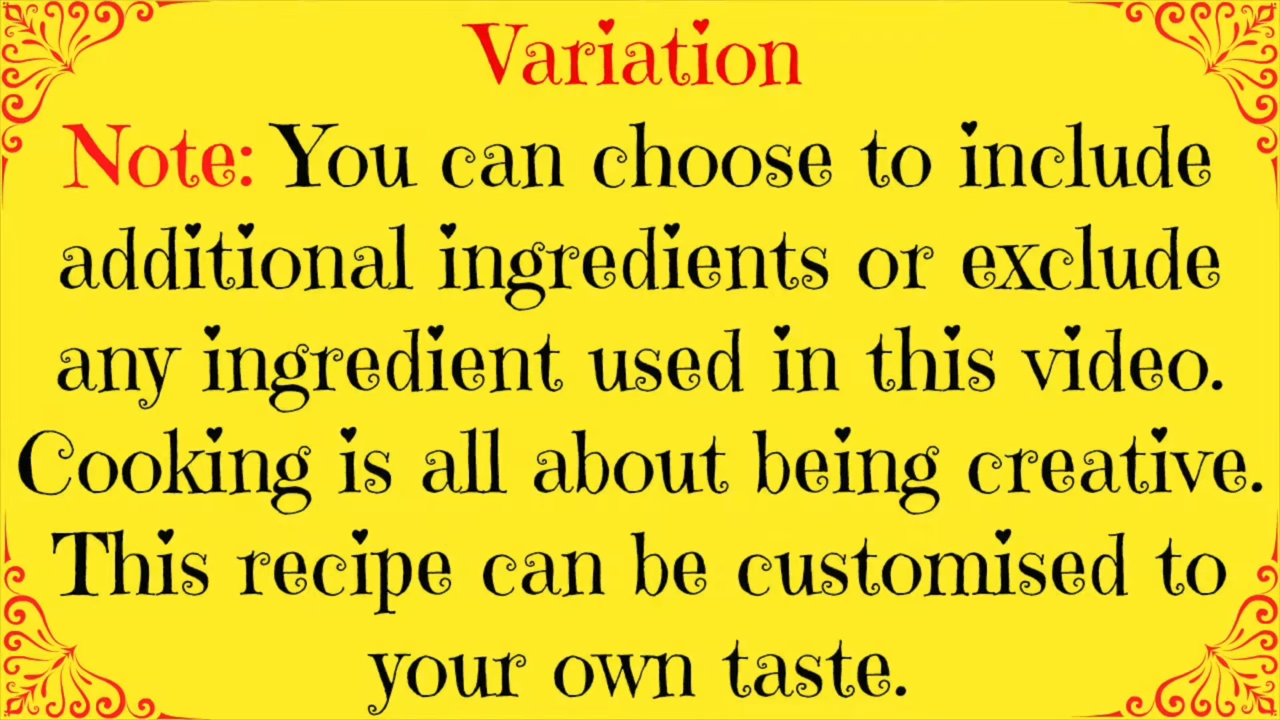 Variation
Note: You can choose to include
additional ingredients or exclude
any ingredient used in this video.
Cooking is all about being creative.
This recipe can be customised to
your own taste.